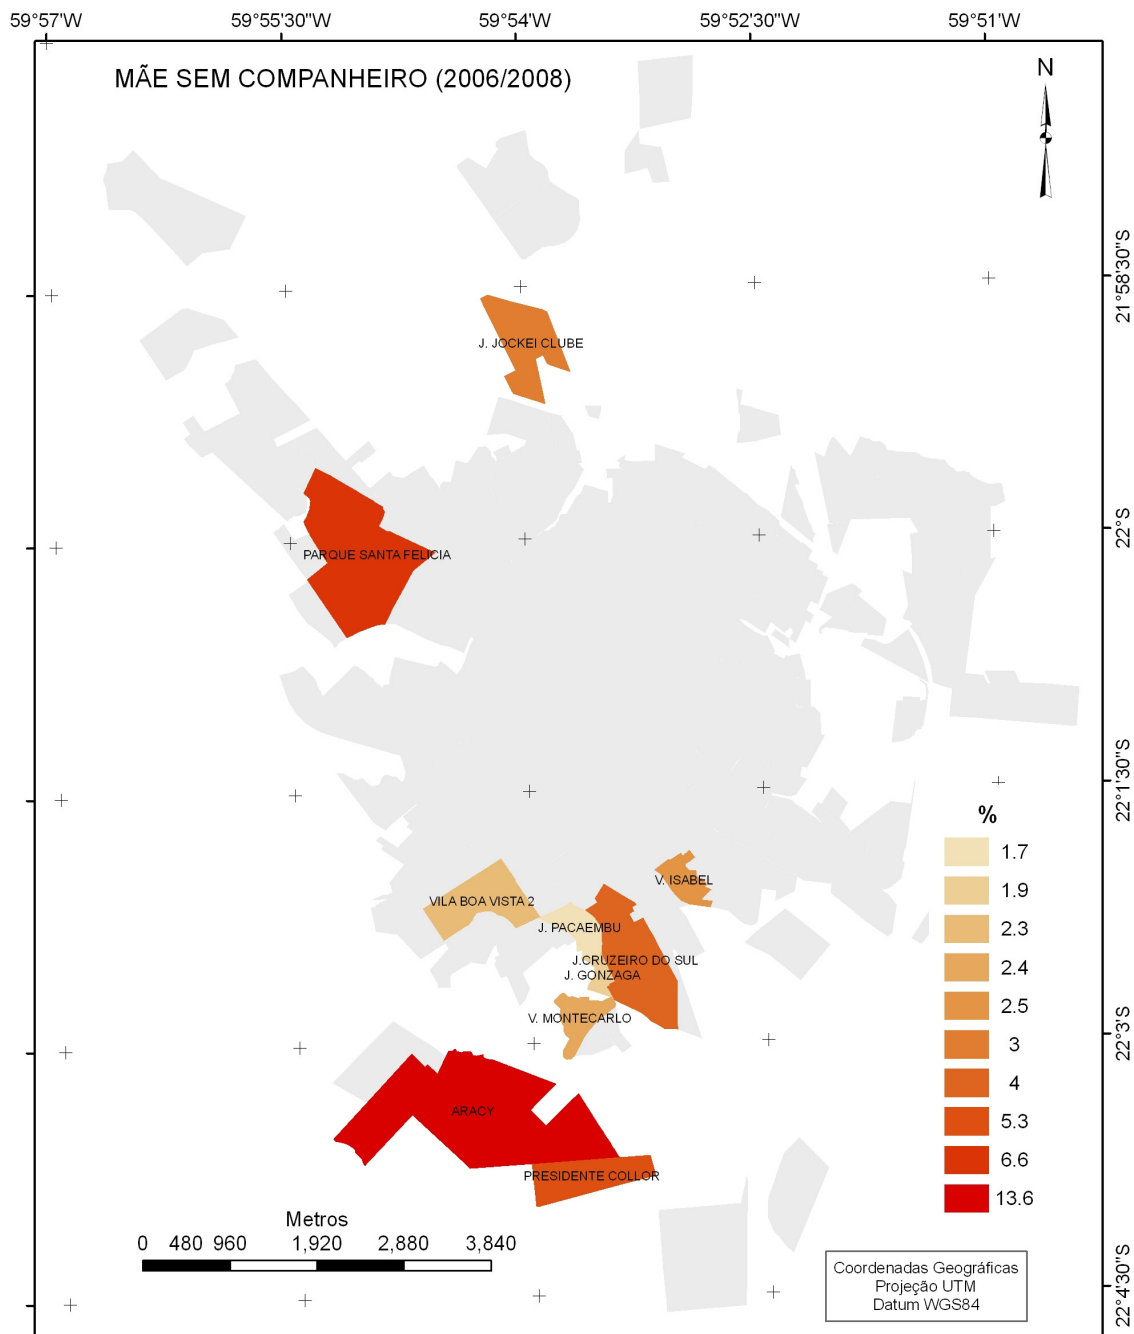 59°57'W 59°55'30"W 59°54'W 59°52'30"W 59°51'W
MÃE SEM COMPANHEIRO (2006/2008)
N
21°58'30"S
J. JOCKEI CLUBE
22°S
PARQUE SANTA FELICIA
22°1'30"S
%
1.7
1.9
2.3
2.4
2.5
3
4
5.3
6.6
13.6
V. ISABEL
VILA BOA VISTA 2
J. PACAEMBU
J.CRUZEIRO DO SUL
J. GONZAGA
V. MONTECARLO
22°3'S
ARACY
PRESIDENTE COLLOR
Metros
0 480 960 1,920 2,880 3,840
Coordenadas Geográficas
Projeção UTM
Datum WGS84
22°4'30"S